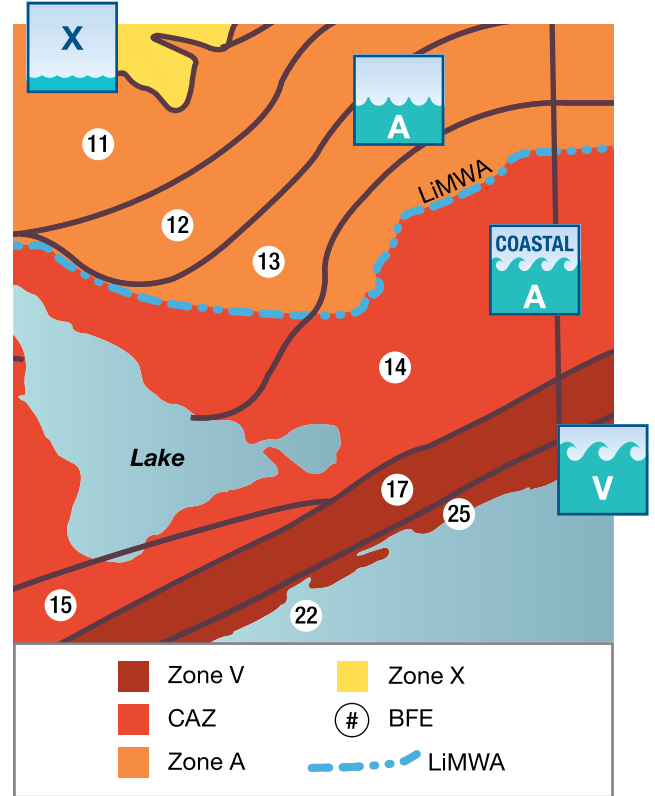 X
A
11
LiMWA
12
13
COASTAL
A
14
Lake
17
V
25
15
22
Zone V
Zone X
CAZ
# BFE
Zone A
LiMWA